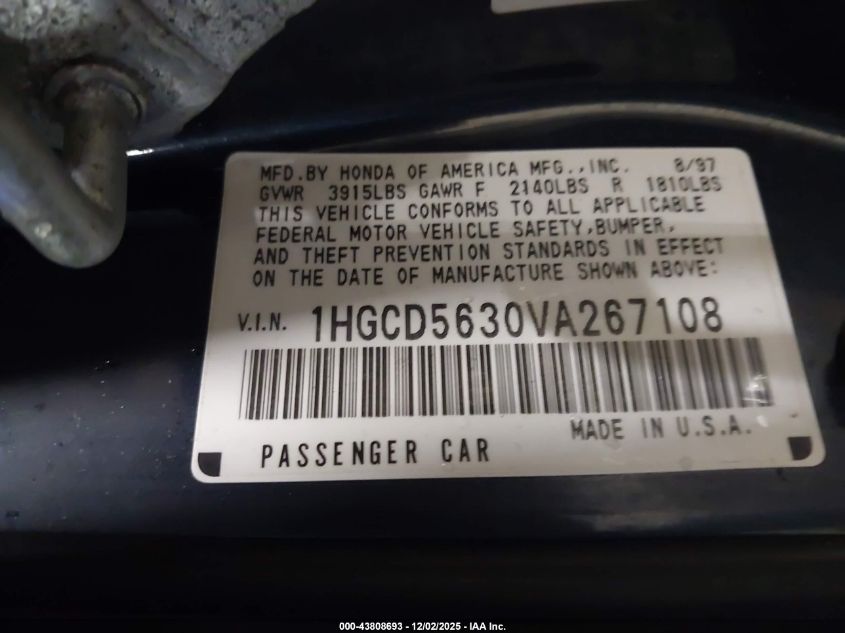 MFD.BY HONDA OF AMERICA MFG.,INC. 8/97
GVWR 3915LBS GAWR F 2140LBS R 1810LBS
THIS VEHICLE CONFORMS TO ALL APPLICABLE
FEDERAL MOTOR VEHICLE SAFETY,BUMPER,
AND THEFT PREVENTION STANDARDS IN EFFECT
ON THE DATE OF MANUFACTURE SHOWN ABOVE:
V.I.N. 1HGCD5630VA267108
MADE IN U.S.A.
PASSENGER CAR
000-43808693 - 12/02/2025 - IAA Inc.